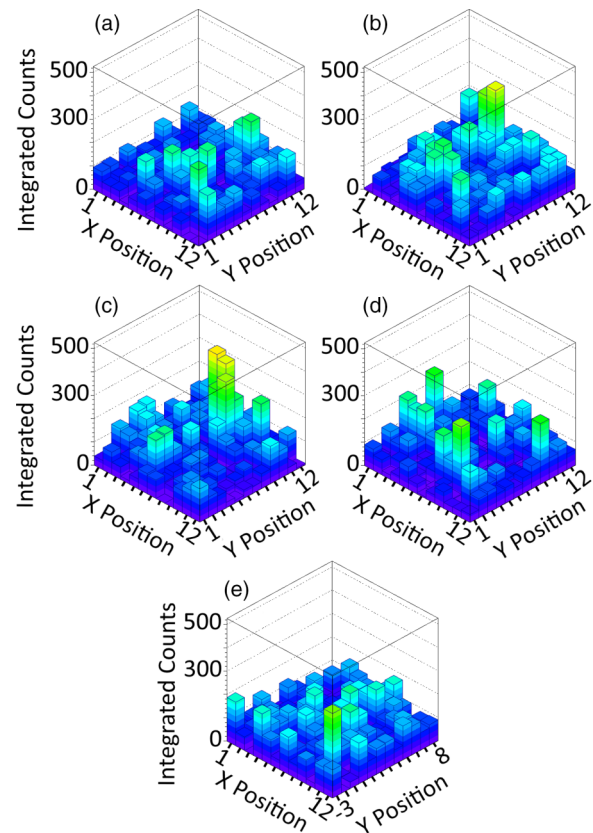 (a)
Integrated Counts
500
300
0
1
X Position
12
1
Y Position
12
(b)
500
300
0
1
X Position
12
1
Y Position
12
(c)
Integrated Counts
500
300
0
1
X Position
12
1
Y Position
12
(d)
500
300
0
1
X Position
12
1
Y Position
12
(e)
Integrated Counts
500
300
0
1
X Position
12
-3
Y Position
8